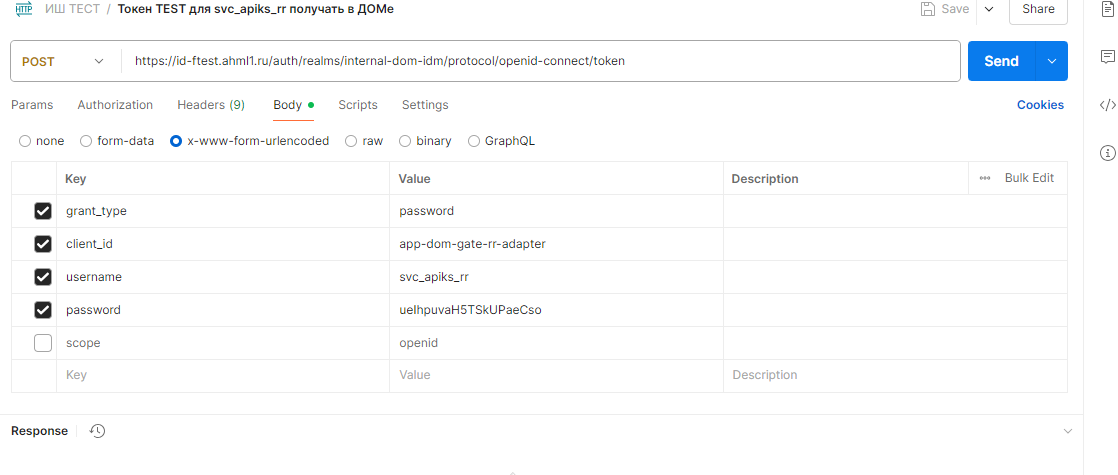 HTTP ИШ ТЕСТ / Токен TEST для svc_apiks_rr получать в ДОМе Save Share
POST https://id-ftest.ahml1.ru/auth/realms/internal-dom-idm/protocol/openid-connect/token Send
Params Authorization Headers (9) Body Scripts Settings Cookies
none form-data x-www-form-urlencoded raw binary GraphQL
Key Value Description Bulk Edit
grant_type password
client_id app-dom-gate-rr-adapter
username svc_apiks_rr
password uelhpuvaH5TSkUPaeCso
scope openid
Key Value Description
Response